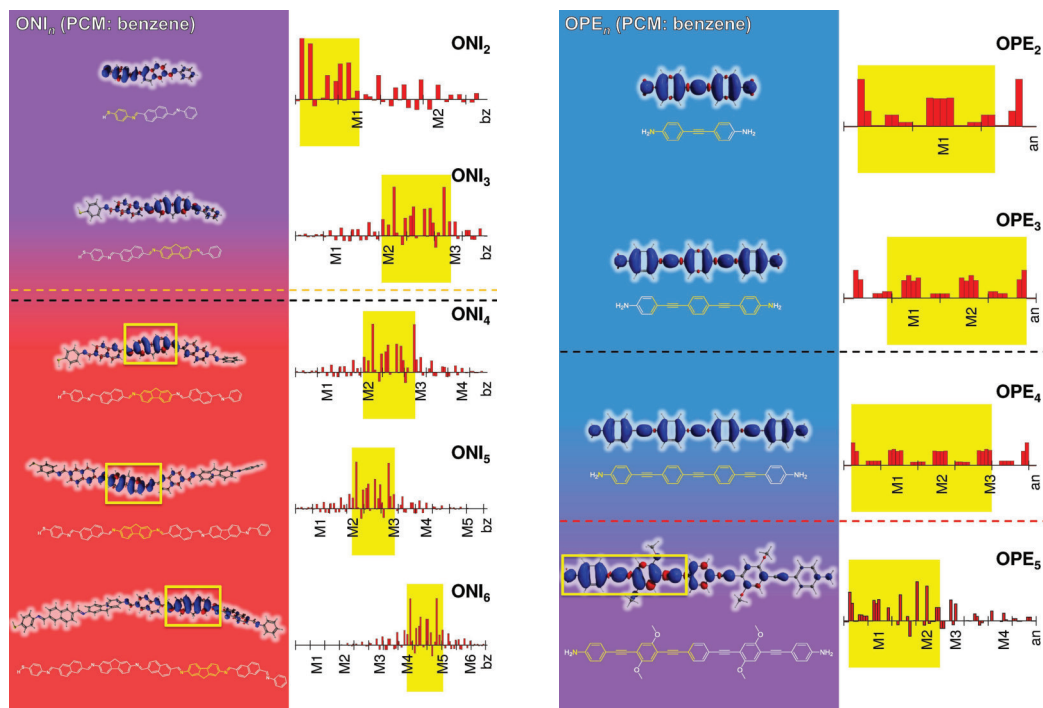 ONIₙ (PCM: benzene)
ONI₂
M1
M2
bz
ONI₃
M1
M2
M3
bz
ONI₄
M1
M2
M3
M4
bz
ONI₅
M1
M2
M3
M4
M5
bz
ONI₆
M1
M2
M3
M4
M5
M6
bz
OPEₙ (PCM: benzene)
OPE₂
H₂N
NH₂
M1
an
OPE₃
H₂N
NH₂
M1
M2
an
OPE₄
H₂N
NH₂
M1
M2
M3
an
OPE₅
M1
M2
M3
M4
an
H₂N
O
O
O
O
NH₂